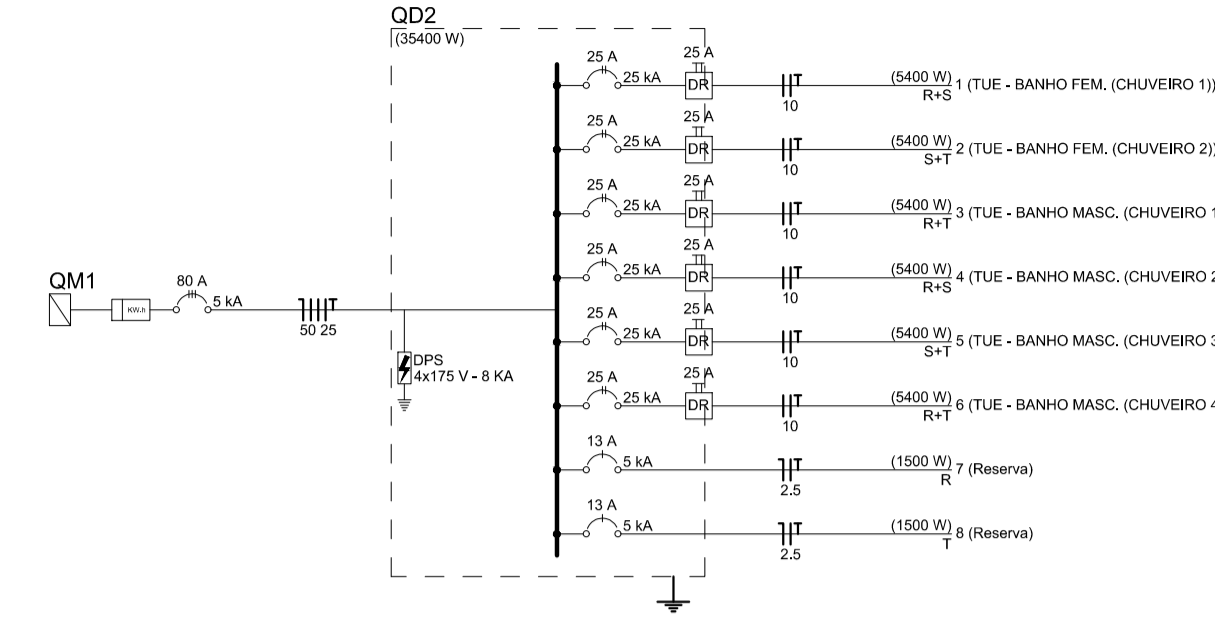 QD2
(35400 W)
25 A
25 kA
25 A
DR
10
(5400 W)
R+S
1 (TUE - BANHO FEM. (CHUVEIRO 1))
25 A
25 kA
25 A
DR
10
(5400 W)
S+T
2 (TUE - BANHO FEM. (CHUVEIRO 2))
25 A
25 kA
25 A
DR
10
(5400 W)
R+T
3 (TUE - BANHO MASC. (CHUVEIRO 1
25 A
25 kA
25 A
DR
10
(5400 W)
R+S
4 (TUE - BANHO MASC. (CHUVEIRO 2
QM1
KW.h
80 A
5 kA
50 25
DPS
4x175 V - 8 KA
25 A
25 kA
25 A
DR
10
(5400 W)
S+T
5 (TUE - BANHO MASC. (CHUVEIRO 3
25 A
25 kA
25 A
DR
10
(5400 W)
R+T
6 (TUE - BANHO MASC. (CHUVEIRO 4
13 A
5 kA
2.5
(1500 W)
R
7 (Reserva)
13 A
5 kA
2.5
(1500 W)
T
8 (Reserva)